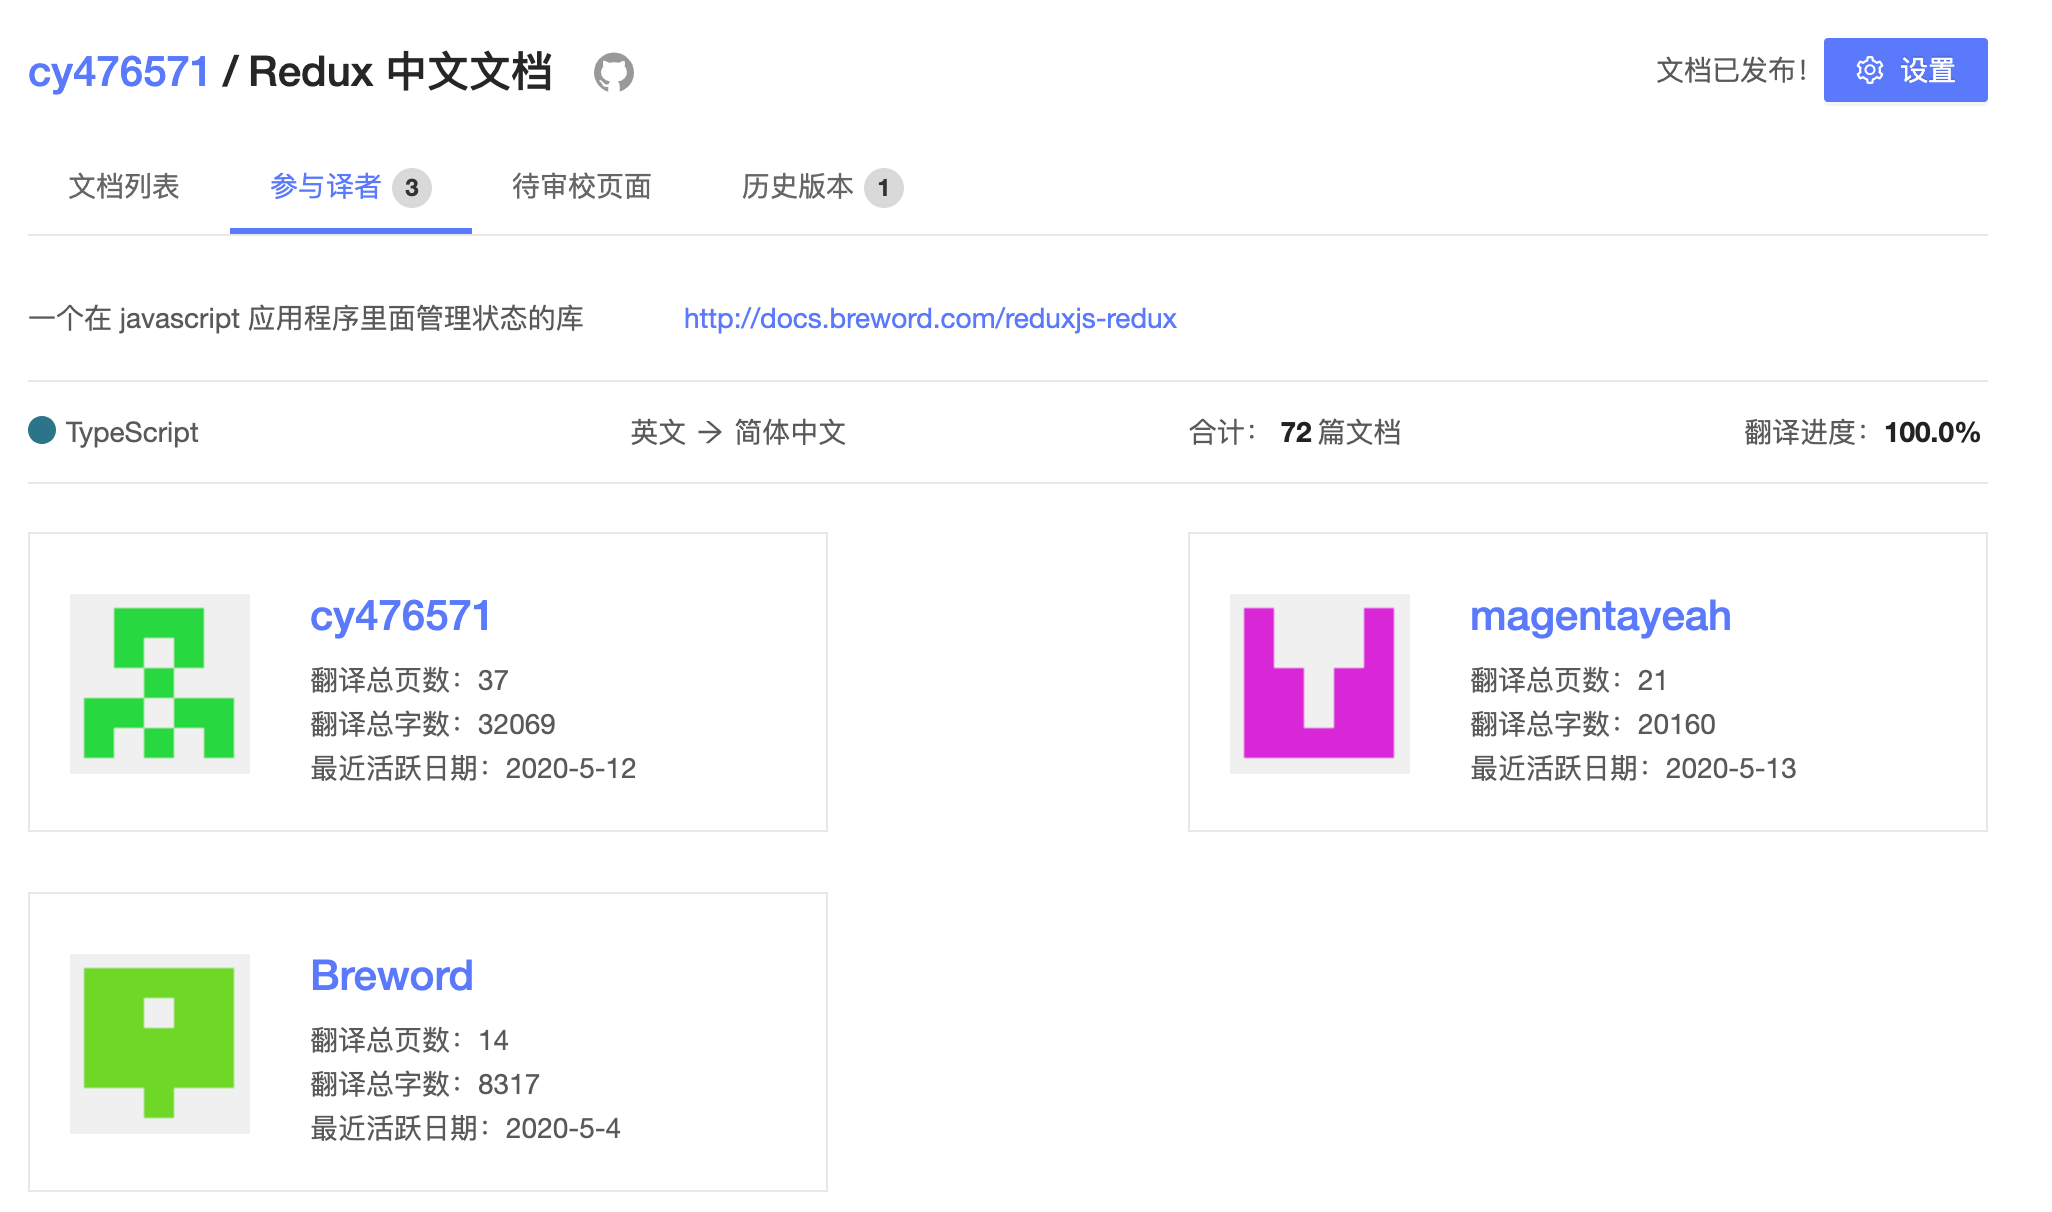 cy476571 / Redux 中文文档
文档已发布！ 设置
文档列表 参与译者 3 待审校页面 历史版本 1
一个在 javascript 应用程序里面管理状态的库 http://docs.breword.com/reduxjs-redux
TypeScript 英文 → 简体中文 合计： 72 篇文档 翻译进度： 100.0%
cy476571
翻译总页数：37
翻译总字数：32069
最近活跃日期：2020-5-12
magentayeah
翻译总页数：21
翻译总字数：20160
最近活跃日期：2020-5-13
Breword
翻译总页数：14
翻译总字数：8317
最近活跃日期：2020-5-4